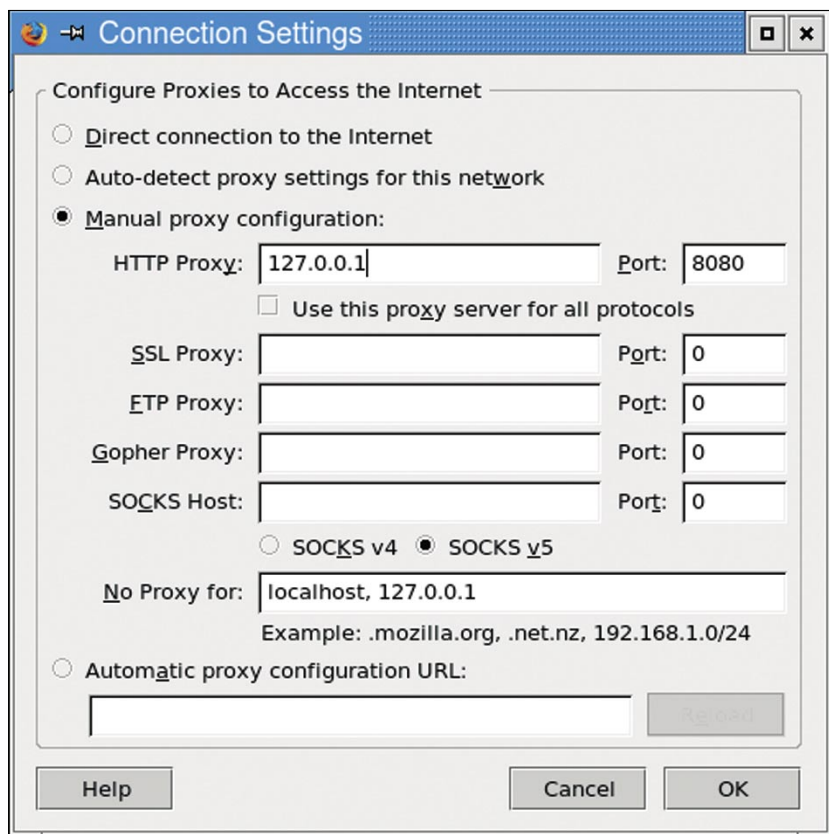 Connection Settings
Configure Proxies to Access the Internet
Direct connection to the Internet
Auto-detect proxy settings for this network
Manual proxy configuration:
HTTP Proxy: 127.0.0.1 Port: 8080
Use this proxy server for all protocols
SSL Proxy: Port: 0
FTP Proxy: Port: 0
Gopher Proxy: Port: 0
SOCKS Host: Port: 0
SOCKS v4 SOCKS v5
No Proxy for: localhost, 127.0.0.1
Example: .mozilla.org, .net.nz, 192.168.1.0/24
Automatic proxy configuration URL:
Reload
Help Cancel OK